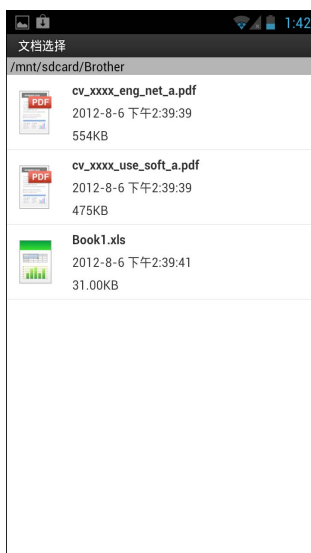 1:42
文档选择
/mnt/sdcard/Brother
PDF
cv_xxxx_eng_net_a.pdf
2012-8-6 下午2:39:39
554KB
PDF
cv_xxxx_use_soft_a.pdf
2012-8-6 下午2:39:39
475KB
Book1.xls
2012-8-6 下午2:39:41
31.00KB